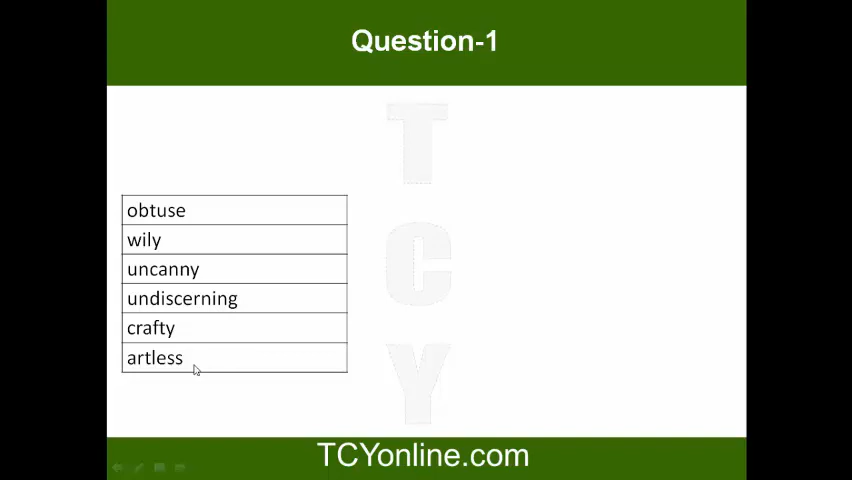 Question-1
T
C
Y
obtuse
wily
uncanny
undiscerning
crafty
artless
TCYonline.com